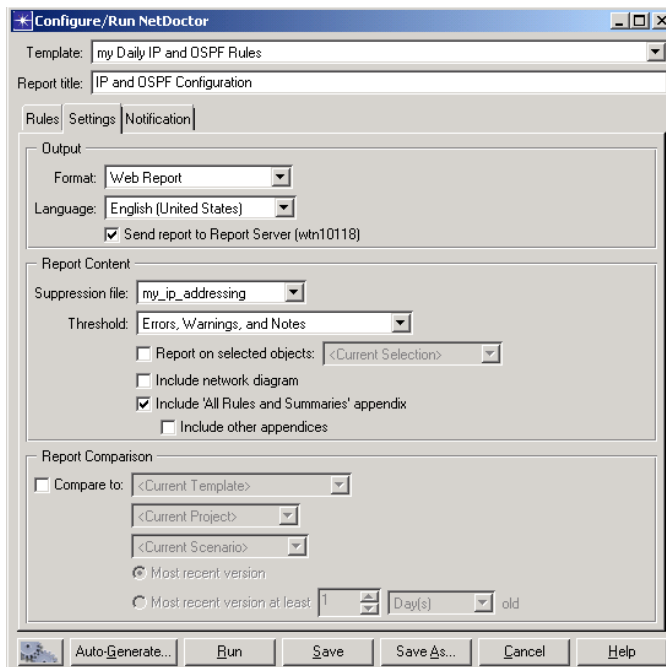 Configure/Run NetDoctor
Template: my Daily IP and OSPF Rules
Report title: IP and OSPF Configuration
Rules Settings Notification
Output
Format: Web Report
Language: English (United States)
Send report to Report Server (wtn10118)
Report Content
Suppression file: my_ip_addressing
Threshold: Errors, Warnings, and Notes
Report on selected objects: <Current Selection>
Include network diagram
Include 'All Rules and Summaries' appendix
Include other appendices
Report Comparison
Compare to: <Current Template>
<Current Project>
<Current Scenario>
Most recent version
Most recent version at least 1 Day(s) old
Auto-Generate... Run Save Save As... Cancel Help